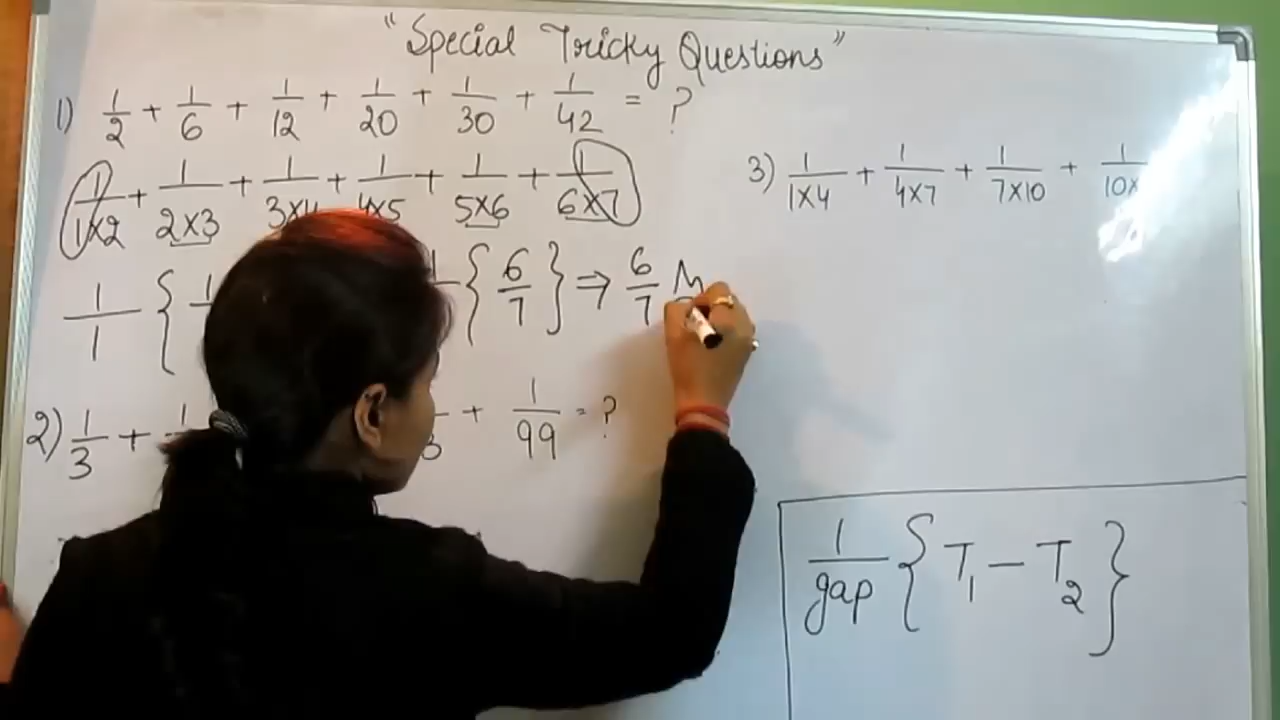 "Special Tricky Questions"
1) 1/2 + 1/6 + 1/12 + 1/20 + 1/30 + 1/42 = ?
1/1×2 + 1/2×3 + 1/3×4 + 1/4×5 + 1/5×6 + 1/6×7
1/1 { 1 { 6/7 } ⇒ 6/7
2) 1/3 + 1 + 1/99 = ?
3) 1/1×4 + 1/4×7 + 1/7×10 + 1/10×
1/gap { T1 − T2 }